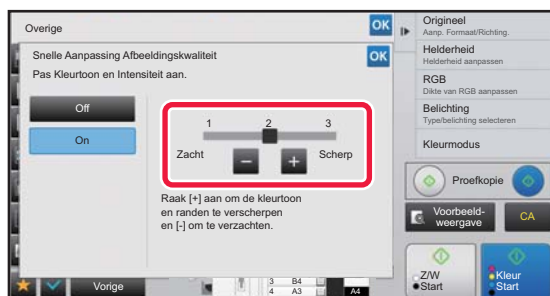 Overige
OK
Snelle Aanpassing Afbeeldingskwaliteit
OK
Pas Kleurtoon en Intensiteit aan.
Off
On
1 2 3
Zacht - + Scherp
Raak [+] aan om de kleurtoon
en randen te verscherpen
en [-] om te verzachten.
Vorige
3 B4
4 A3
A4
Origineel
Aanp. Formaat/Richting.
Helderheid
Helderheid aanpassen
RGB
Dikte van RGB aanpassen
Belichting
Type/belichting selecteren
Kleurmodus
Proefkopie
Voorbeeld-
weergave
CA
Z/W
Start
Kleur
Start